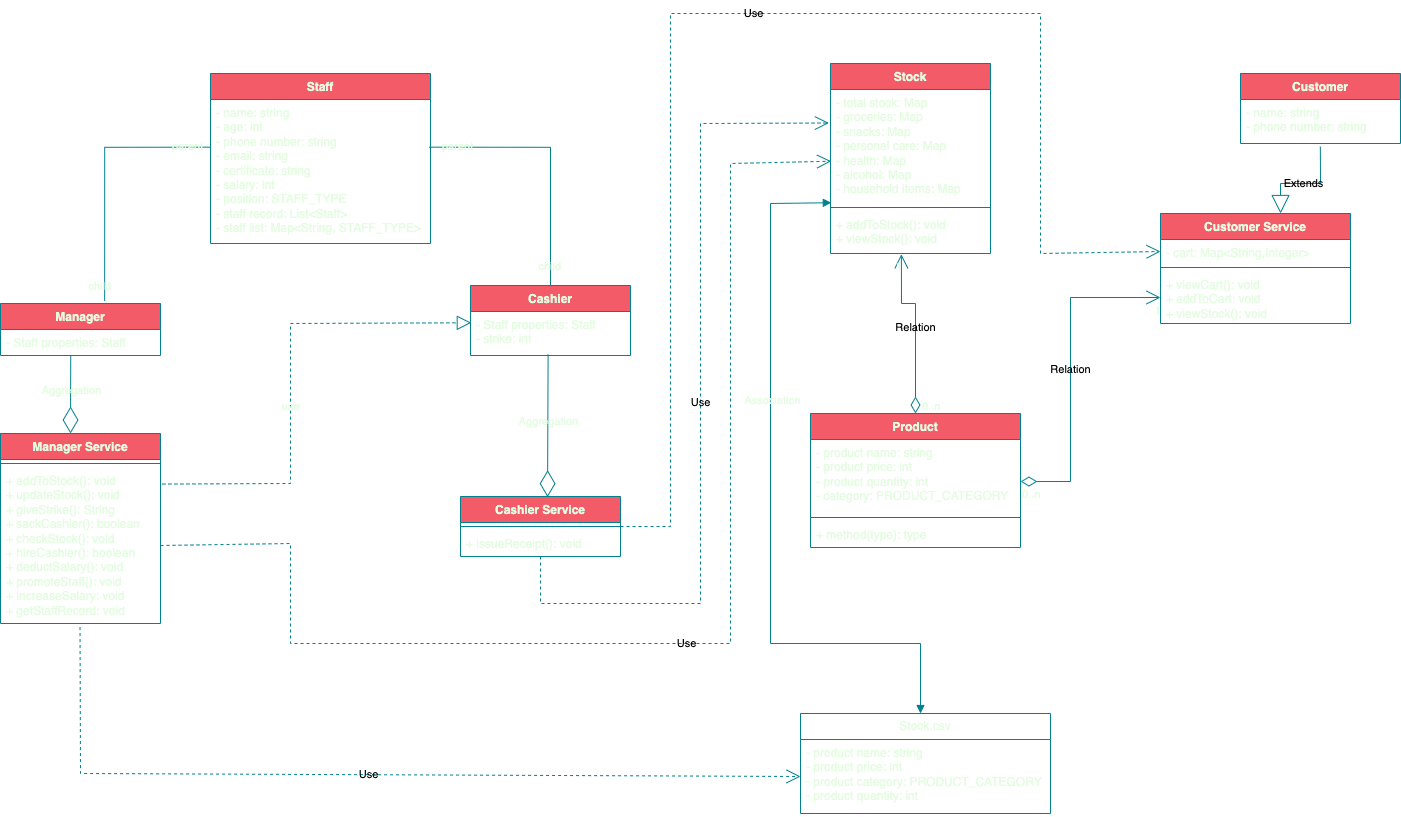 Use
Staff
- name: string
- age: int
- phone number: string
- email: string
- certificate: string
- salary: int
- position: STAFF_TYPE
- staff record: List<Staff>
- staff list: Map<String, STAFF_TYPE>
parent
parent
child
child
Stock
- total stock: Map
- groceries: Map
- snacks: Map
- personal care: Map
- health: Map
- alcohol: Map
- household items: Map
+ addToStock(): void
+ viewStock(): void
Customer
- name: string
- phone number: string
Extends
Customer Service
- cart: Map<String,Integer>
+ viewCart(): void
+ addToCart: void
+ viewStock(): void
Manager
- Staff properties: Staff
Aggregation
Cashier
- Staff properties: Staff
- strike: int
Aggregation
use
Use
Association
Relation
0..n
Relation
0..n
Manager Service
+ addToStock(): void
+ updateStock(): void
+ giveStrike(): String
+ sackCashier(): boolean
+ checkStock(): void
+ hireCashier(): boolean
+ deductSalary(): void
+ promoteStaff(): void
+ increaseSalary: void
+ getStaffRecord: void
Cashier Service
+ issueReceipt(): void
Product
- product name: string
- product price: int
- product quantity: int
- category: PRODUCT_CATEGORY
+ method(type): type
Use
Use
Stock.csv
- product name: string
- product price: int
- product category: PRODUCT_CATEGORY
- product quantity: int